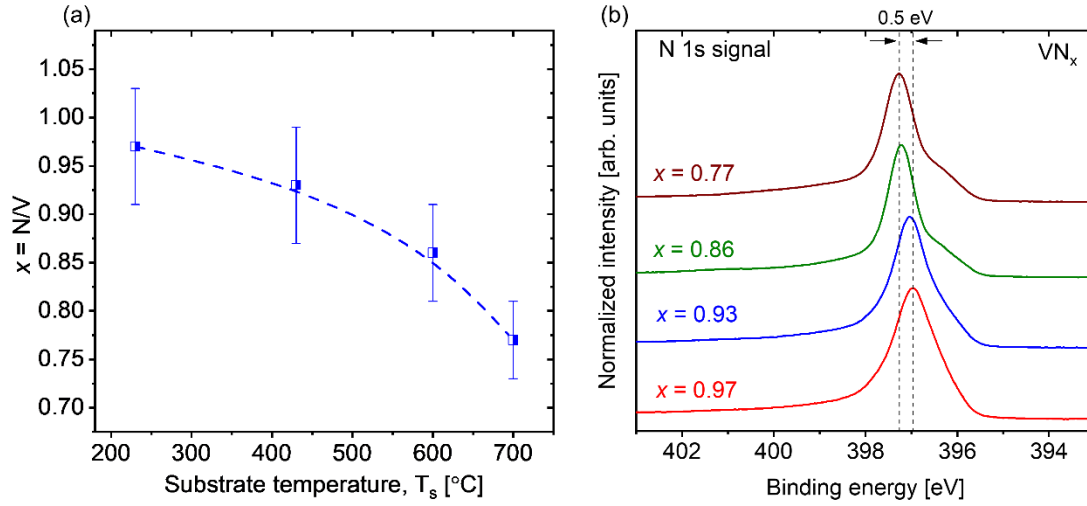 (a)
1.05
1.00
0.95
0.90
0.85
0.80
0.75
0.70
x = N/V
200 300 400 500 600 700
Substrate temperature, Ts [°C]
(b)
0.5 eV
N 1s signal
VNx
x = 0.77
x = 0.86
x = 0.93
x = 0.97
Normalized intensity [arb. units]
402 400 398 396 394
Binding energy [eV]